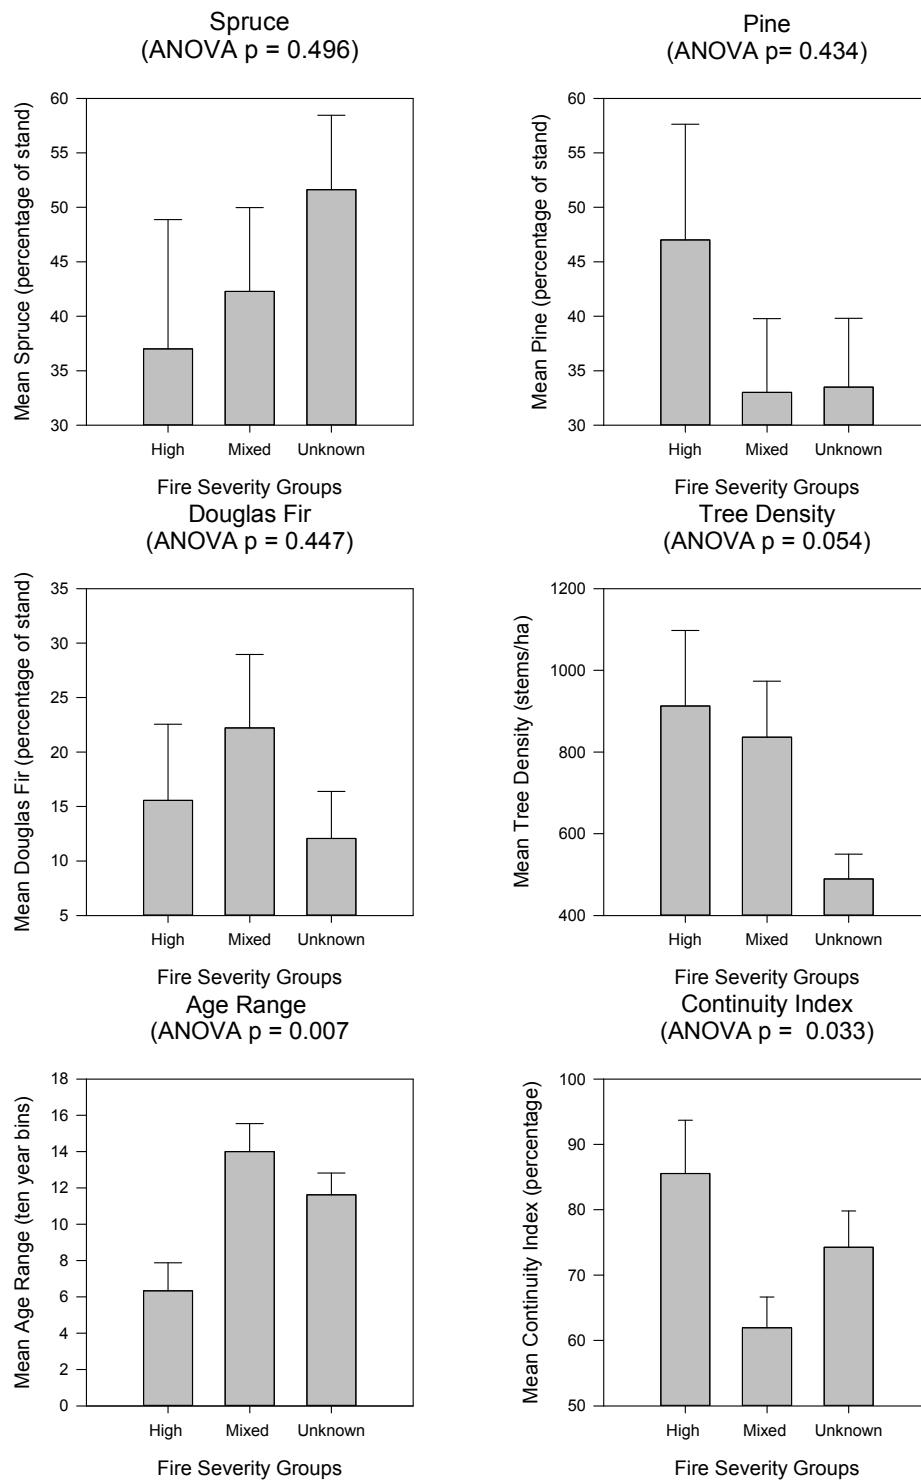 Spruce
(ANOVA p = 0.496)
Mean Spruce (percentage of stand)
60
55
50
45
40
35
30
High Mixed Unknown
Fire Severity Groups
Pine
(ANOVA p= 0.434)
Mean Pine (percentage of stand)
60
55
50
45
40
35
30
High Mixed Unknown
Fire Severity Groups
Douglas Fir
(ANOVA p = 0.447)
Mean Douglas Fir (percentage of stand)
35
30
25
20
15
10
5
High Mixed Unknown
Fire Severity Groups
Tree Density
(ANOVA p = 0.054)
Mean Tree Density (stems/ha)
1200
1000
800
600
400
High Mixed Unknown
Fire Severity Groups
Age Range
(ANOVA p = 0.007
Mean Age Range (ten year bins)
18
16
14
12
10
8
6
4
2
0
High Mixed Unknown
Fire Severity Groups
Continuity Index
(ANOVA p =  0.033)
Mean Continuity Index (percentage)
100
90
80
70
60
50
High Mixed Unknown
Fire Severity Groups